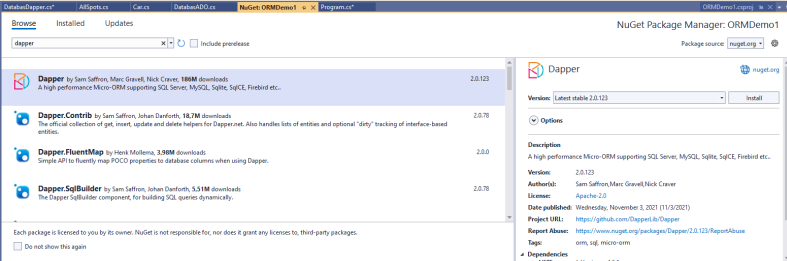 DatabasDapper.cs* AllSpots.cs Car.cs DatabasADO.cs NuGet: ORMDemo1 Program.cs* ORMDemo1.csproj
Browse Installed Updates NuGet Package Manager: ORMDemo1
dapper Include prerelease Package source: nuget.org
Dapper by Sam Saffron, Marc Gravell, Nick Craver, 186M downloads 2.0.123
A high performance Micro-ORM supporting SQL Server, MySQL, Sqlite, SqlCE, Firebird etc..
Dapper.Contrib by Sam Saffron, Johan Danforth, 18,7M downloads 2.0.78
The official collection of get, insert, update and delete helpers for Dapper.net. Also handles lists of entities and optional "dirty" tracking of interface-based
entities.
Dapper.FluentMap by Henk Mollema, 3,98M downloads 2.0.0
Simple API to fluently map POCO properties to database columns when using Dapper.
Dapper.SqlBuilder by Sam Saffron, Johan Danforth, 5,51M downloads 2.0.78
The Dapper SqlBuilder component, for building SQL queries dynamically.
Each package is licensed to you by its owner. NuGet is not responsible for, nor does it grant any licenses to, third-party packages.
Do not show this again
Dapper nuget.org
Version: Latest stable 2.0.123 Install
Options
Description
A high performance Micro-ORM supporting SQL Server, MySQL, Sqlite, SqlCE, Firebird etc..
Version: 2.0.123
Author(s): Sam Saffron,Marc Gravell,Nick Craver
License: Apache-2.0
Date published: Wednesday, November 3, 2021 (11/3/2021)
Project URL: https://github.com/DapperLib/Dapper
Report Abuse: https://www.nuget.org/packages/Dapper/2.0.123/ReportAbuse
Tags: orm, sql, micro-orm
Dependencies